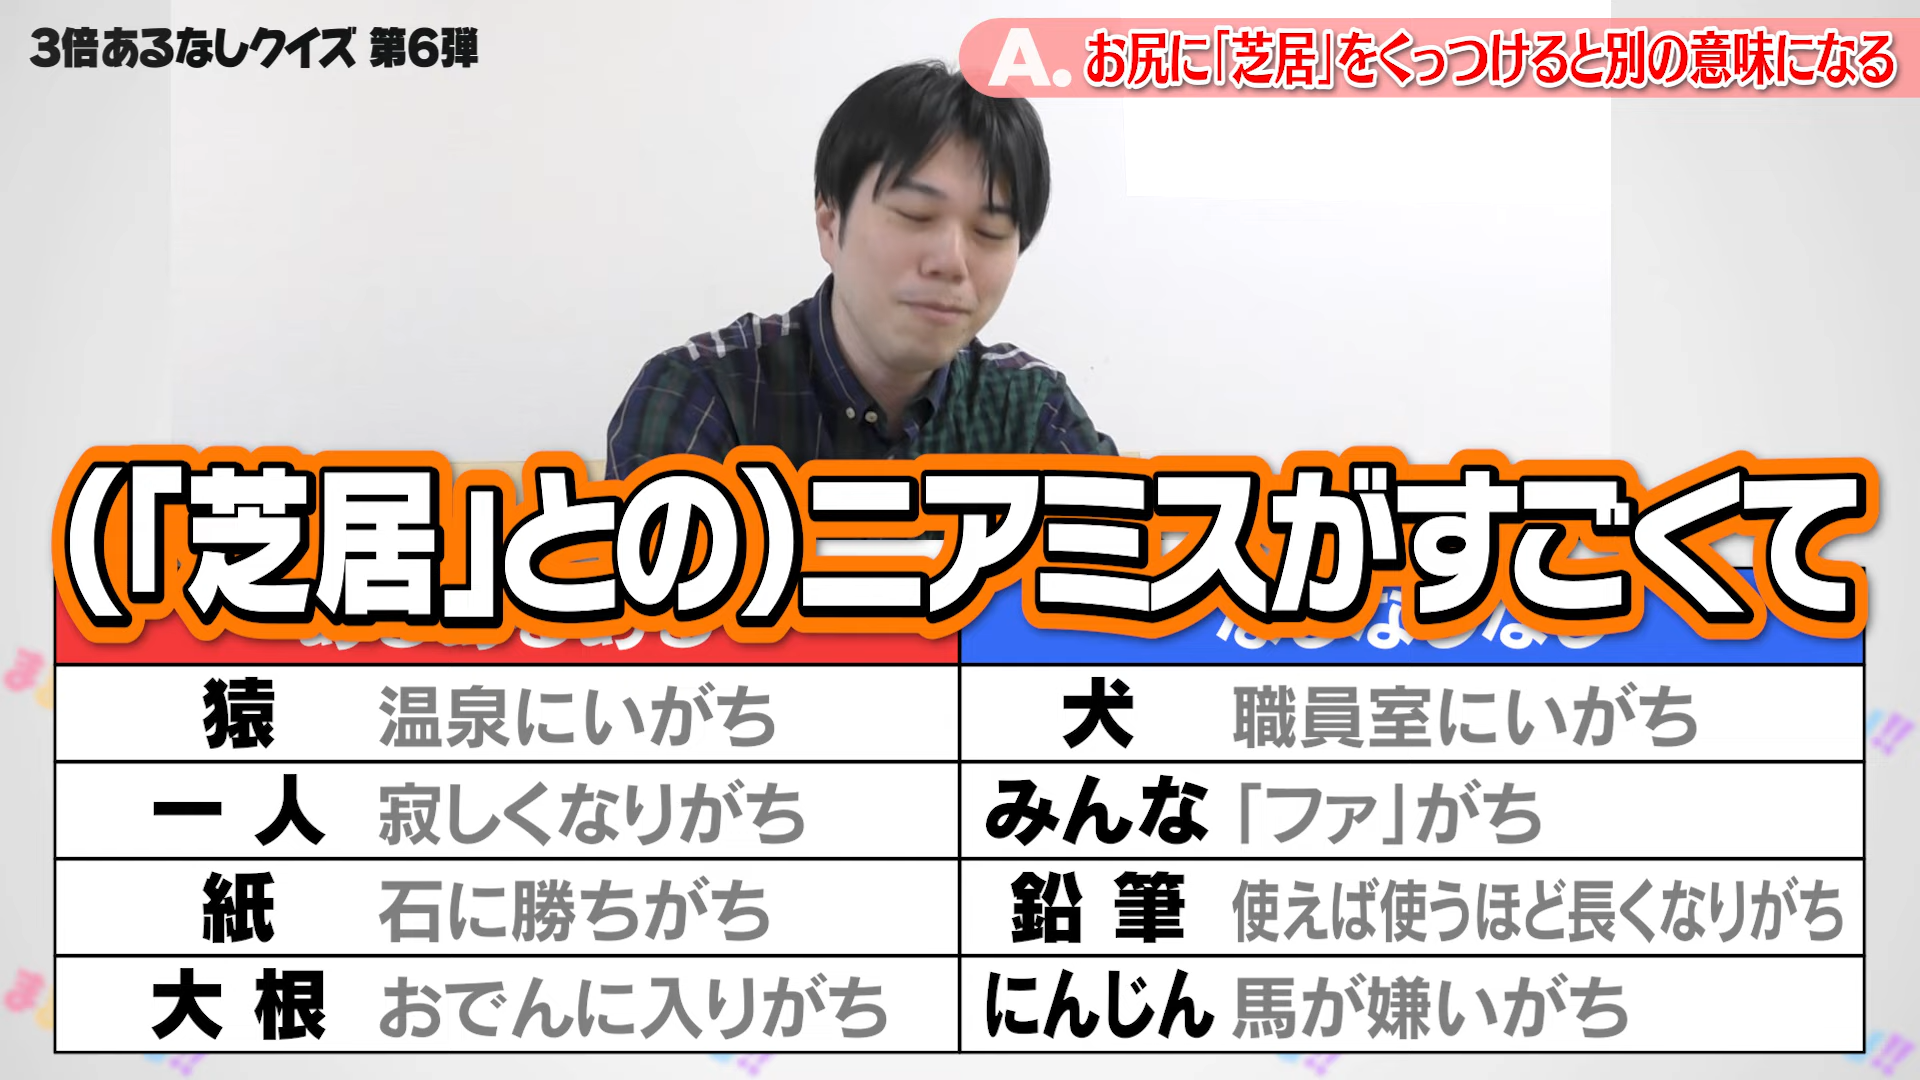 3倍あるなしクイズ 第6弾
A. お尻に「芝居」をくっつけると別の意味になる
(「芝居」との)ニアミスがすごくて
猿 温泉にいがち
犬 職員室にいがち
一人 寂しくなりがち
みんな 「ファ」がち
紙 石に勝ちがち
鉛筆 使えば使うほど長くなりがち
大根 おでんに入りがち
にんじん 馬が嫌いがち